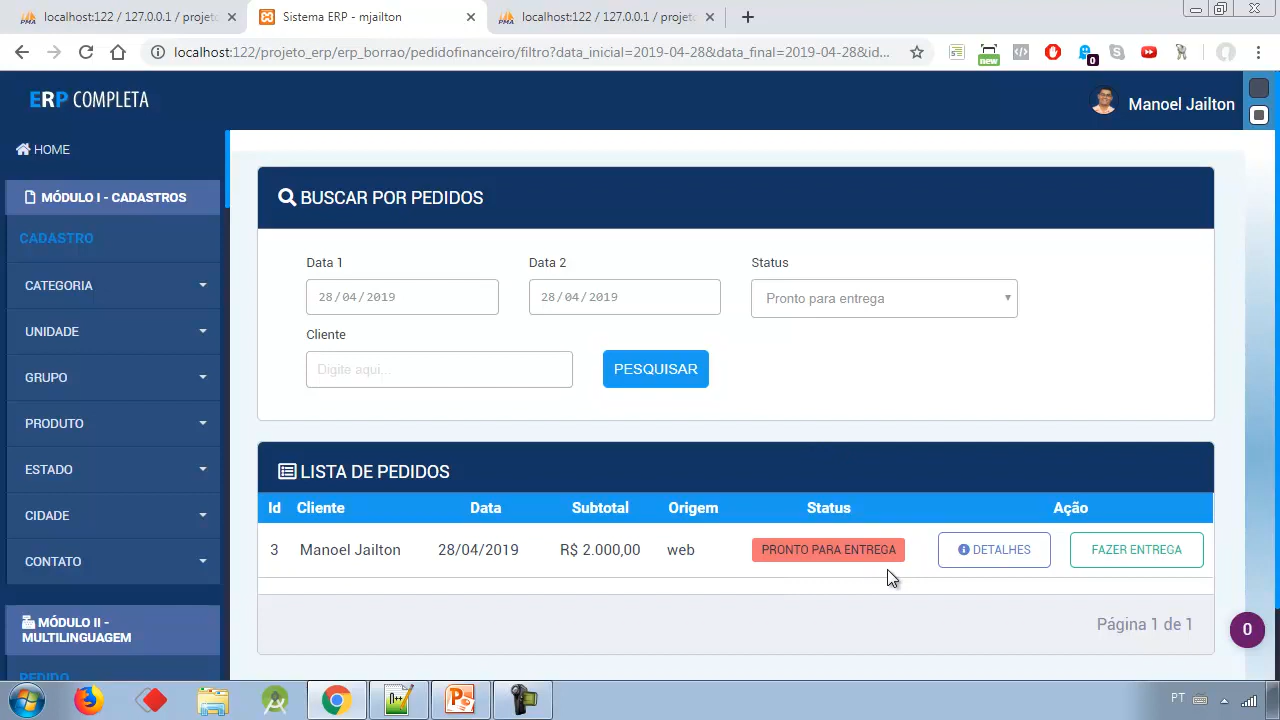 localhost:122 / 127.0.0.1 / projeto
Sistema ERP - mjailton
localhost:122 / 127.0.0.1 / projeto
localhost:122/projeto_erp/erp_borrao/pedidofinanceiro/filtro?data_inicial=2019-04-28&data_final=2019-04-28&id...
new
0
ERP COMPLETA
Manoel Jailton
HOME
MÓDULO I - CADASTROS
CADASTRO
CATEGORIA
UNIDADE
GRUPO
PRODUTO
ESTADO
CIDADE
CONTATO
MÓDULO II -
MULTILINGUAGEM
PEDIDO
BUSCAR POR PEDIDOS
Data 1 Data 2 Status
28/04/2019 28/04/2019 Pronto para entrega
Cliente
Digite aqui... PESQUISAR
LISTA DE PEDIDOS
Id Cliente Data Subtotal Origem Status Ação
3 Manoel Jailton 28/04/2019 R$ 2.000,00 web PRONTO PARA ENTREGA DETALHES FAZER ENTREGA
Página 1 de 1
0
PT